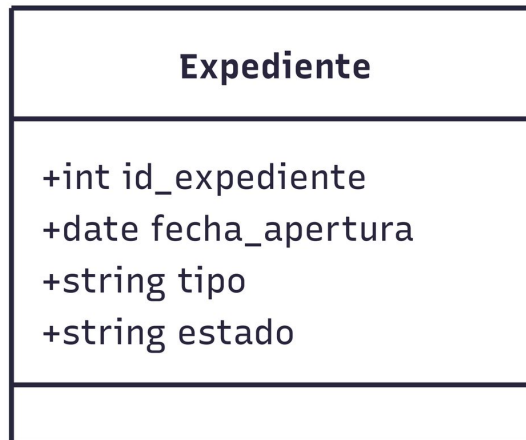 Expediente
+int id_expediente
+date fecha_apertura
+string tipo
+string estado